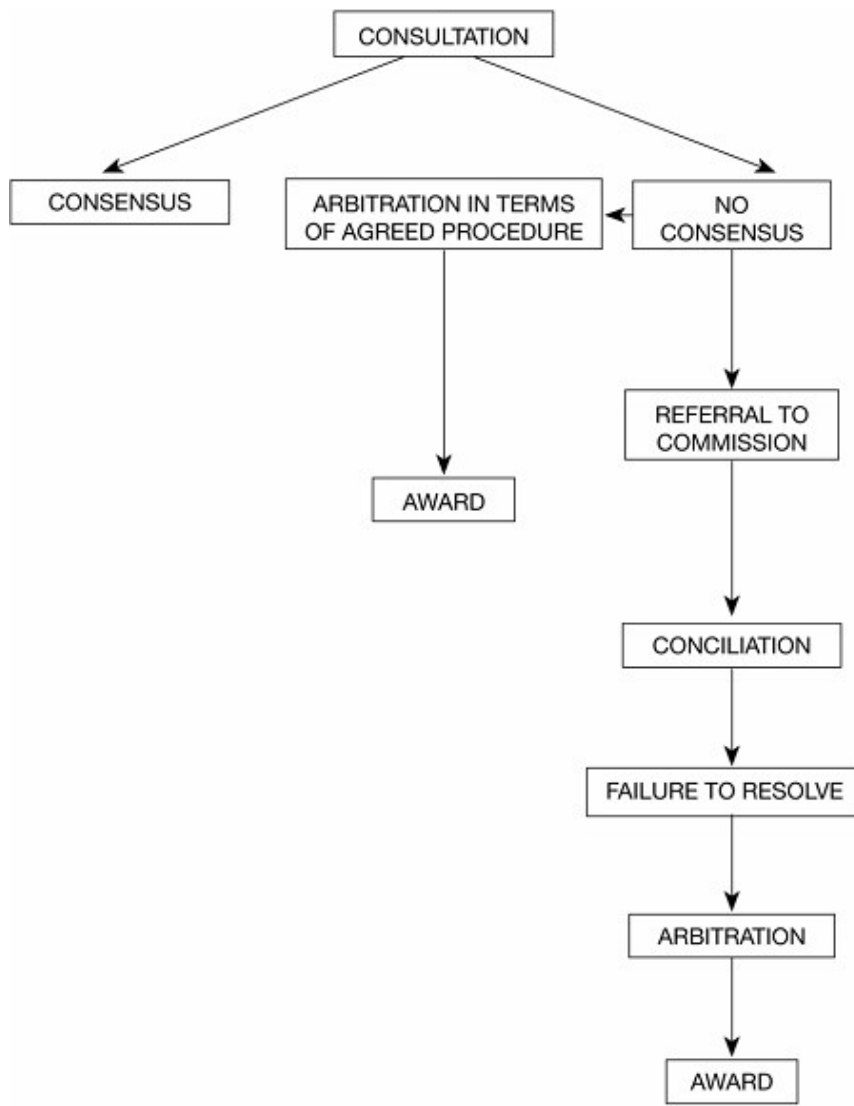 CONSULTATION
CONSENSUS
ARBITRATION IN TERMS
OF AGREED PROCEDURE
NO
CONSENSUS
REFERRAL TO
COMMISSION
AWARD
CONCILIATION
FAILURE TO RESOLVE
ARBITRATION
AWARD